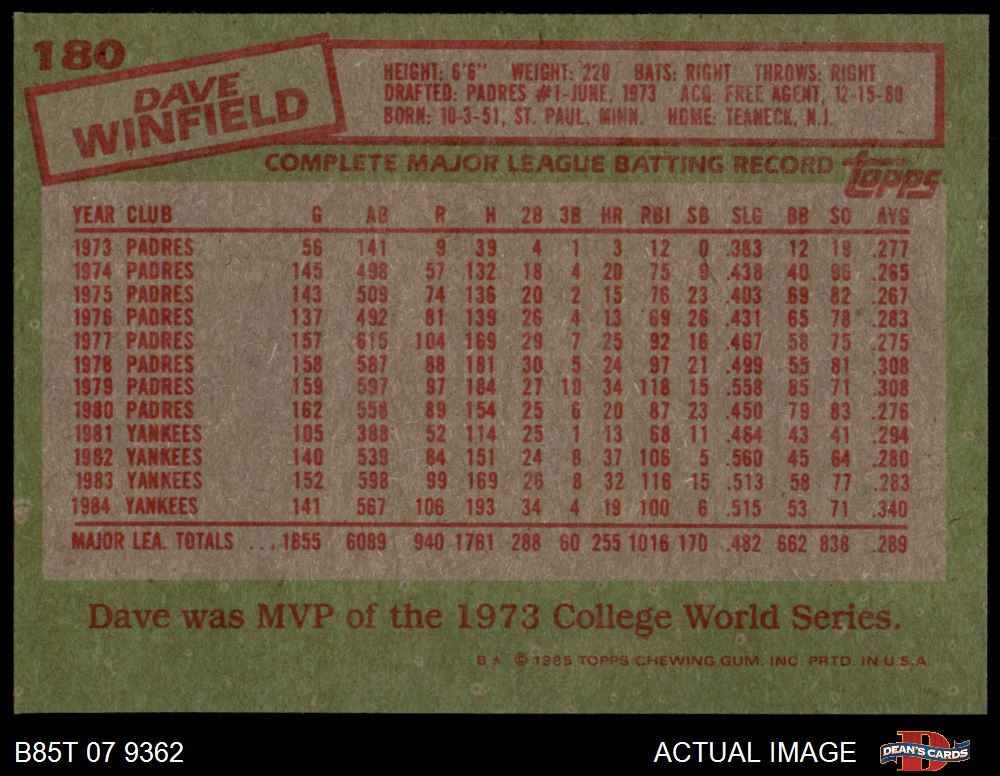 180
DAVE
WINFIELD
HEIGHT: 6'6" WEIGHT: 220 BATS: RIGHT THROWS: RIGHT
DRAFTED: PADRES #1-JUNE, 1973 ACQ: FREE AGENT, 12-15-80
BORN: 10-3-51, ST. PAUL, MINN. HOME: TEANECK, N.J.
COMPLETE MAJOR LEAGUE BATTING RECORD
Topps
YEAR CLUB G AB R H 2B 3B HR RBI SB SLG BB SO AVG
1973 PADRES 56 141 9 39 4 1 3 12 0 .383 12 19 .277
1974 PADRES 145 498 57 132 18 4 20 75 9 .438 40 96 .265
1975 PADRES 143 509 74 136 20 2 15 76 23 .403 69 82 .267
1976 PADRES 137 492 81 139 26 4 13 69 26 .431 65 78 .283
1977 PADRES 157 615 104 169 29 7 25 92 16 .467 58 75 .275
1978 PADRES 158 587 88 181 30 5 24 97 21 .499 55 81 .308
1979 PADRES 159 597 97 184 27 10 34 118 15 .558 85 71 .308
1980 PADRES 162 558 89 154 25 6 20 87 23 .450 79 83 .276
1981 YANKEES 105 388 52 114 25 1 13 68 11 .464 43 41 .294
1982 YANKEES 140 539 84 151 24 8 37 106 5 .560 45 64 .280
1983 YANKEES 152 598 99 169 26 8 32 116 15 .513 58 77 .283
1984 YANKEES 141 567 106 193 34 4 19 100 6 .515 53 71 .340
MAJOR LEA. TOTALS ...1655 6089 940 1761 288 60 255 1016 170 .482 662 838 .289
Dave was MVP of the 1973 College World Series.
B★ © 1985 TOPPS CHEWING GUM, INC. PRTD. IN U.S.A.
B85T 07 9362
ACTUAL IMAGE
DEAN'S CARDS